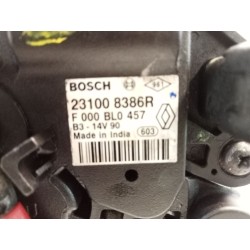 BOSCH
23100 8386R
F 000 BL0 457
B3 - 14V 90
Made in India 603